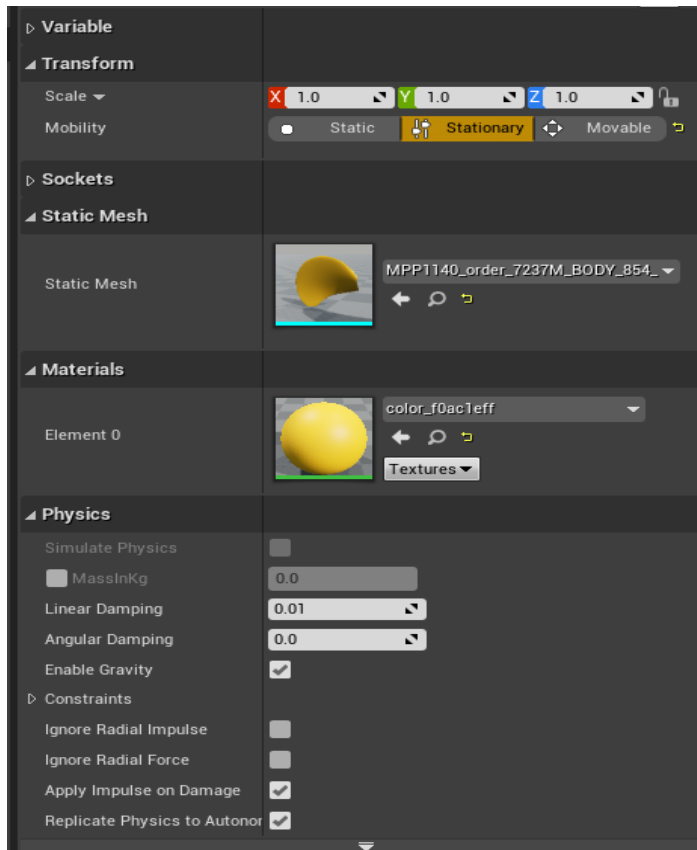 Variable
Transform
Scale
X 1.0 Y 1.0 Z 1.0
Mobility
Static Stationary Movable
Sockets
Static Mesh
Static Mesh
MPP1140_order_7237M_BODY_854_
Materials
Element 0
color_f0ac1eff
Textures
Physics
Simulate Physics
MassInKg 0.0
Linear Damping 0.01
Angular Damping 0.0
Enable Gravity
Constraints
Ignore Radial Impulse
Ignore Radial Force
Apply Impulse on Damage
Replicate Physics to Autonor